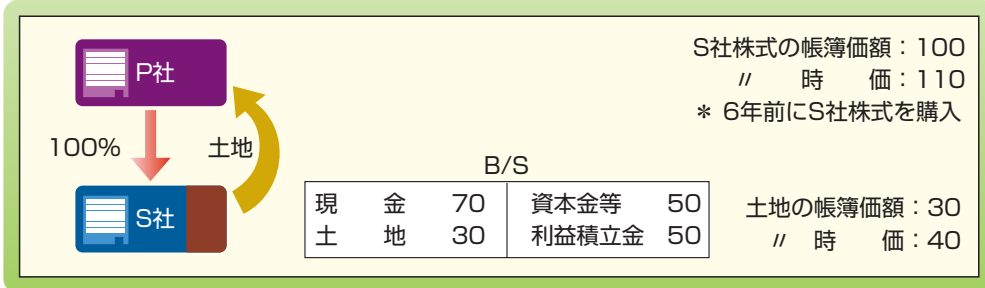 P社
S社株式の帳簿価額：100
〃 時 価：110
＊ 6年前にS社株式を購入
100%
土地
S社
B/S
現 金 70 資本金等 50
土 地 30 利益積立金 50
土地の帳簿価額：30
〃 時 価：40